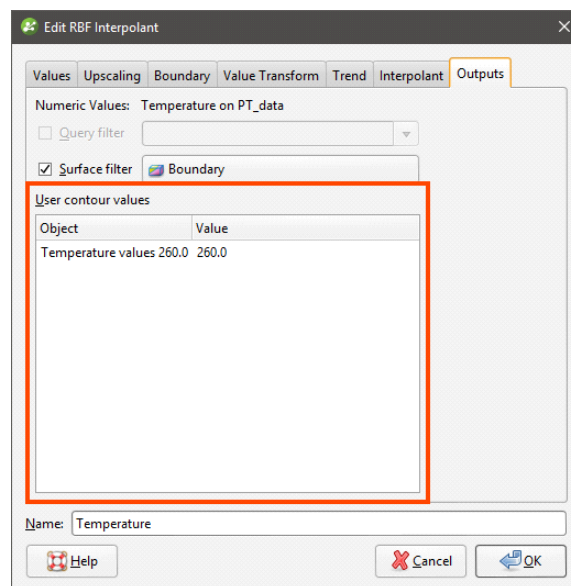 Edit RBF Interpolant
Values Upscaling Boundary Value Transform Trend Interpolant Outputs
Numeric Values: Temperature on PT_data
Query filter
Surface filter Boundary
User contour values
Object Value
Temperature values 260.0 260.0
Name: Temperature
Help Cancel OK